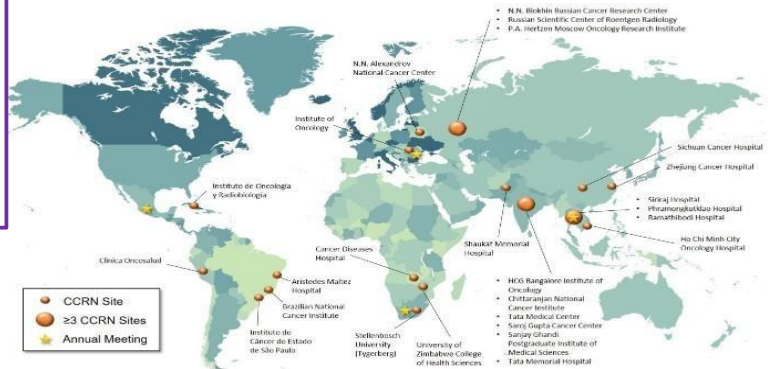 • N.N. Blokhin Russian Cancer Research Center
• Russian Scientific Center of Roentgen Radiology
• P.A. Hertzen Moscow Oncology Research Institute
N.N. Alexandrov
National Cancer Center
Institute of
Oncology
Sichuan Cancer Hospital
Zhejiang Cancer Hospital
Instituto de Oncología
y Radiobiología
• Siriraj Hospital
• Phramongkutklao Hospital
• Ramathibodi Hospital
Shaukat Memorial
Hospital
Ho Chi Minh City
Oncology Hospital
Cancer Diseases
Hospital
Clinica Oncosalud
Aristedes Maltez
Hospital
Brazilian National
Cancer Institute
Instituto de
Câncer do Estado
de São Paulo
Stellenbosch
University
(Tygerberg)
University of
Zimbabwe College
of Health Sciences
• HCG Bangalore Institute of
Oncology
• Chittaranjan National
Cancer Institute
• Tata Medical Center
• Saroj Gupta Cancer Center
• Sanjay Ghandi
Postgraduate Institute of
Medical Sciences
• Tata Memorial Hospital
CCRN Site
≥3 CCRN Sites
Annual Meeting